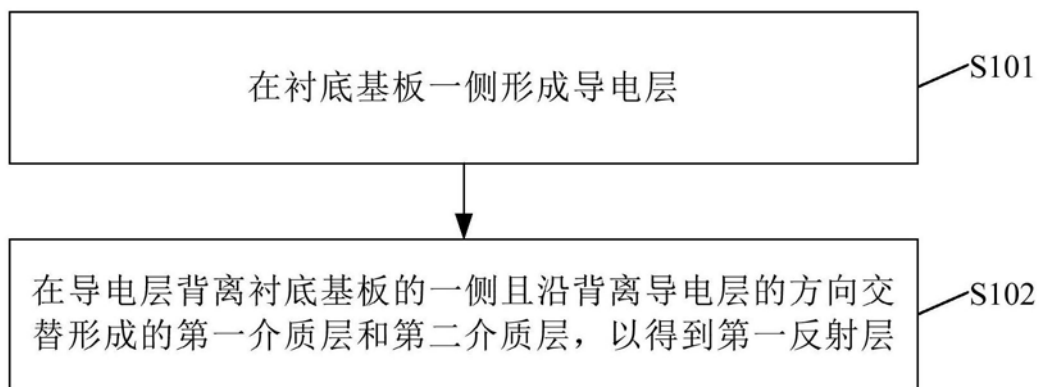 在衬底基板一侧形成导电层
S101
在导电层背离衬底基板的一侧且沿背离导电层的方向交
替形成的第一介质层和第二介质层，以得到第一反射层
S102